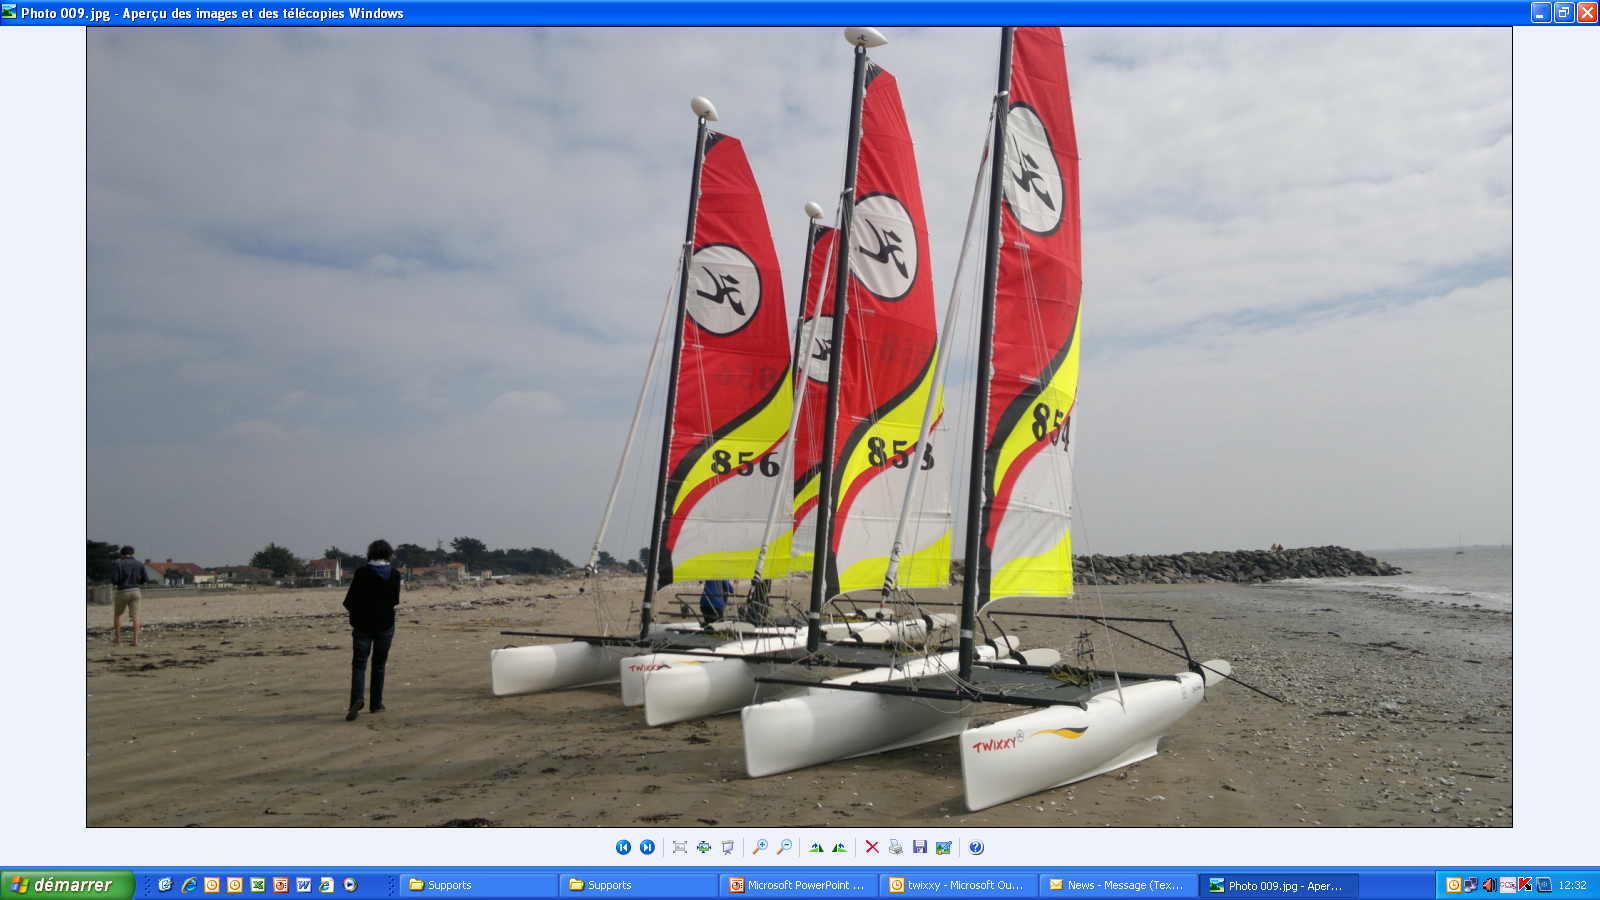 Photo 009.jpg - Aperçu des images et des télécopies Windows
856
853
854
TWIXXY
TWIXXY
démarrer
Supports
Supports
Microsoft PowerPoint ...
twixxy - Microsoft Ou...
News - Message (Tex...
Photo 009.jpg - Aper...
12:32